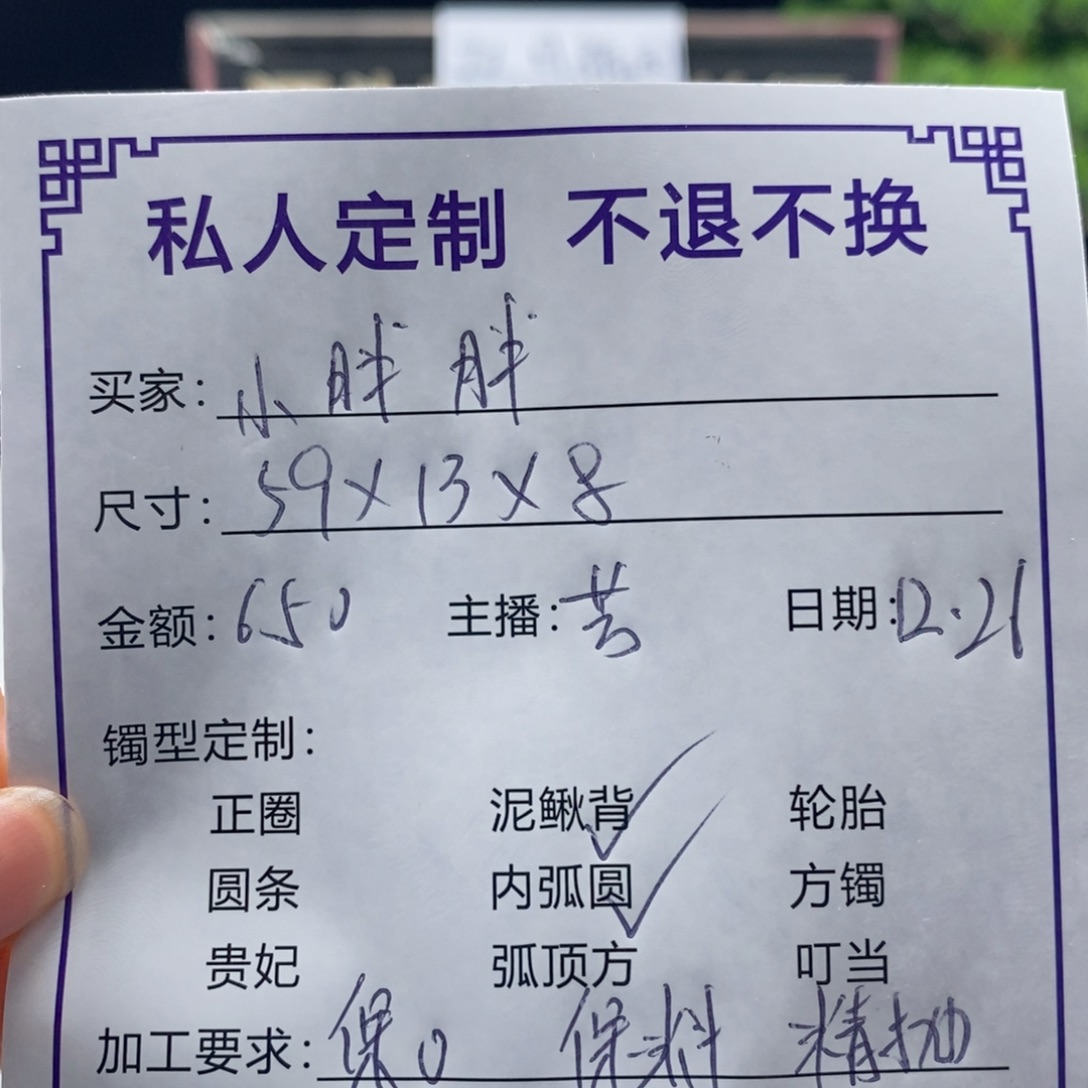 私人定制 不退不换
买家：小胖胖
尺寸：59×13×8
金额：650 主播：芸 日期：12.21
镯型定制：
正圈 泥鳅背 轮胎
圆条 内弧圆 方镯
贵妃 弧顶方 叮当
加工要求：保0 保料 精抛